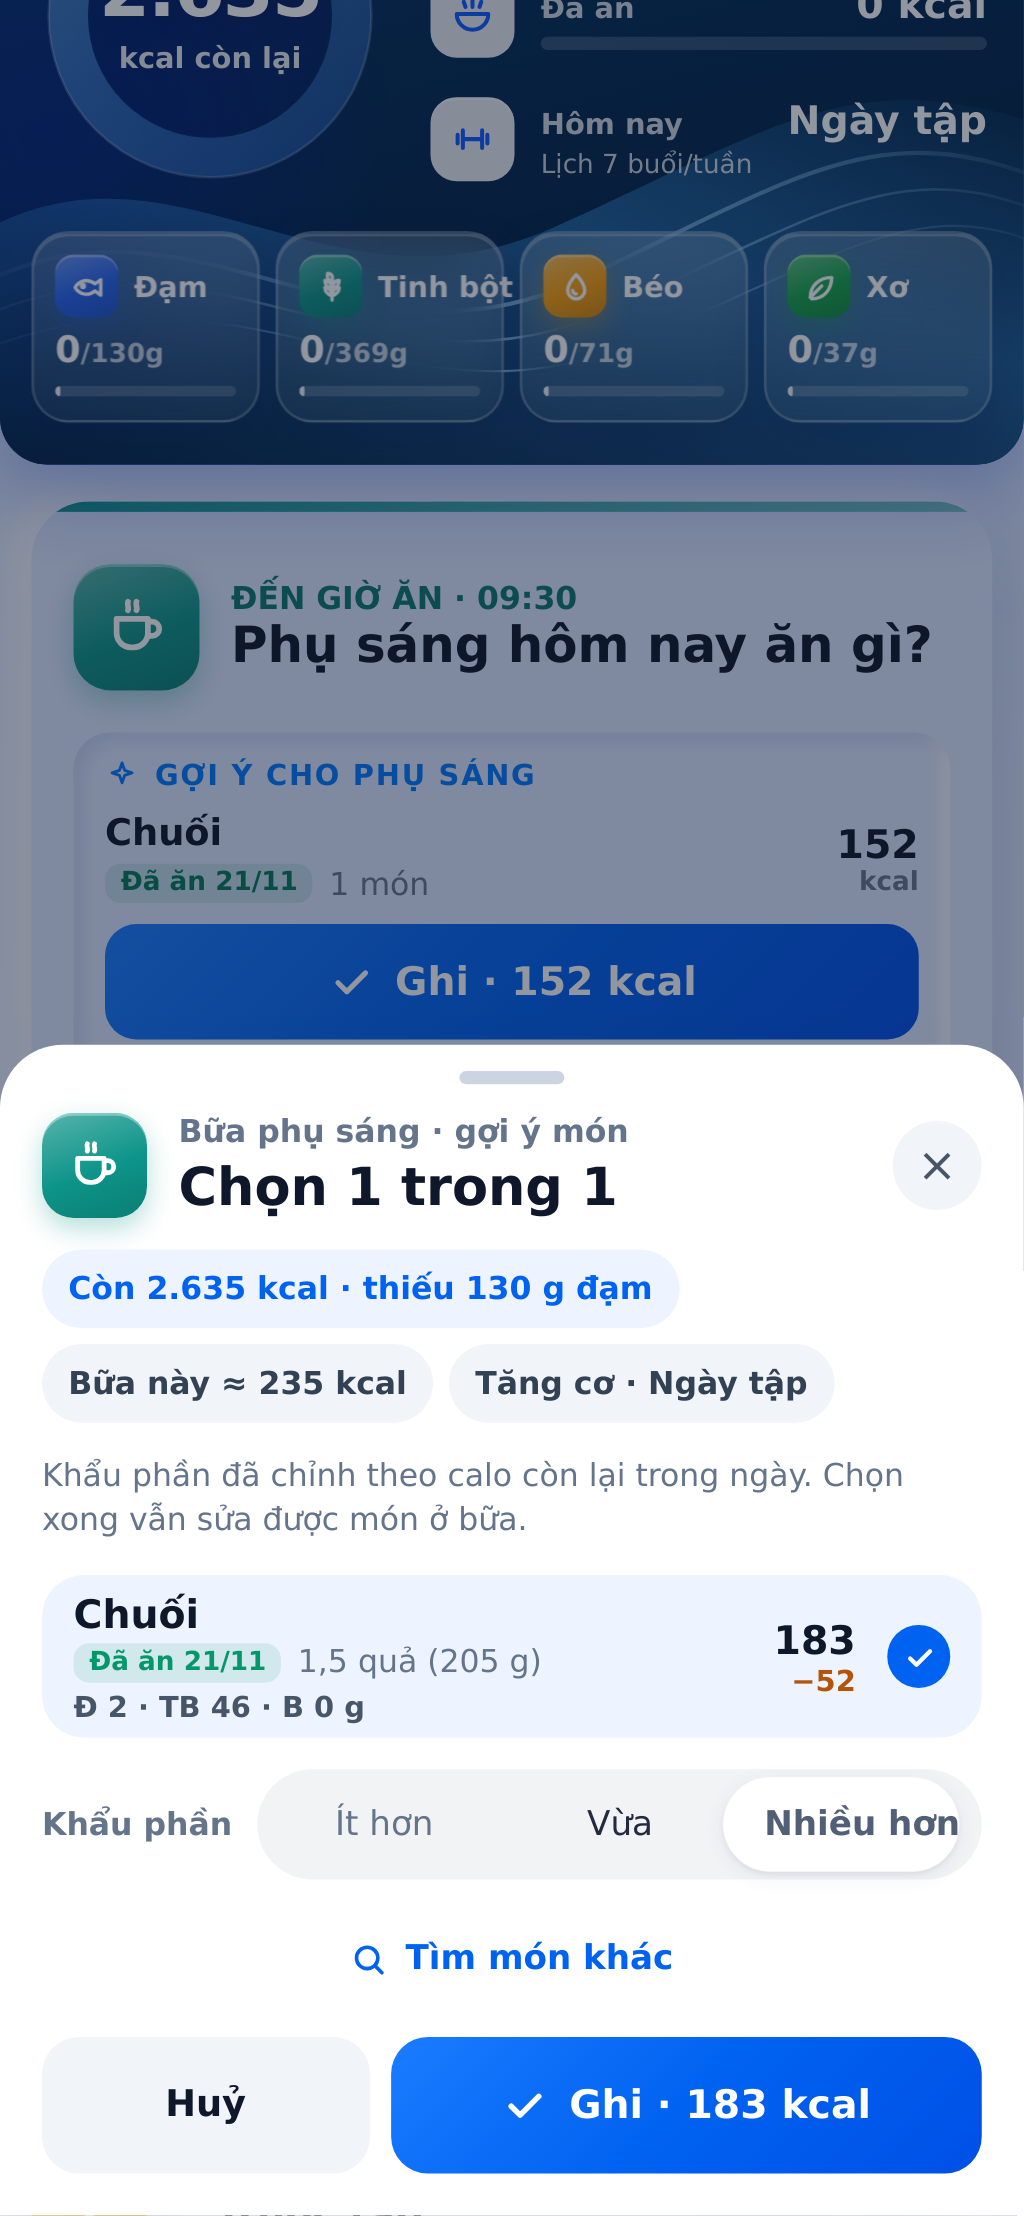 2.635
kcal còn lại
Đã ăn
0 kcal
Hôm nay
Ngày tập
Lịch 7 buổi/tuần
Đạm
Tinh bột
Béo
Xơ
0/130g
0/369g
0/71g
0/37g
ĐẾN GIỜ ĂN · 09:30
Phụ sáng hôm nay ăn gì?
GỢI Ý CHO PHỤ SÁNG
Chuối
152
Đã ăn 21/11 1 món
kcal
Ghi · 152 kcal
Bữa phụ sáng · gợi ý món
Chọn 1 trong 1
Còn 2.635 kcal · thiếu 130 g đạm
Bữa này ≈ 235 kcal
Tăng cơ · Ngày tập
Khẩu phần đã chỉnh theo calo còn lại trong ngày. Chọn
xong vẫn sửa được món ở bữa.
Chuối
183
Đã ăn 21/11 1,5 quả (205 g)
−52
Đ 2 · TB 46 · B 0 g
Khẩu phần
Ít hơn
Vừa
Nhiều hơn
Tìm món khác
Huỷ
Ghi · 183 kcal